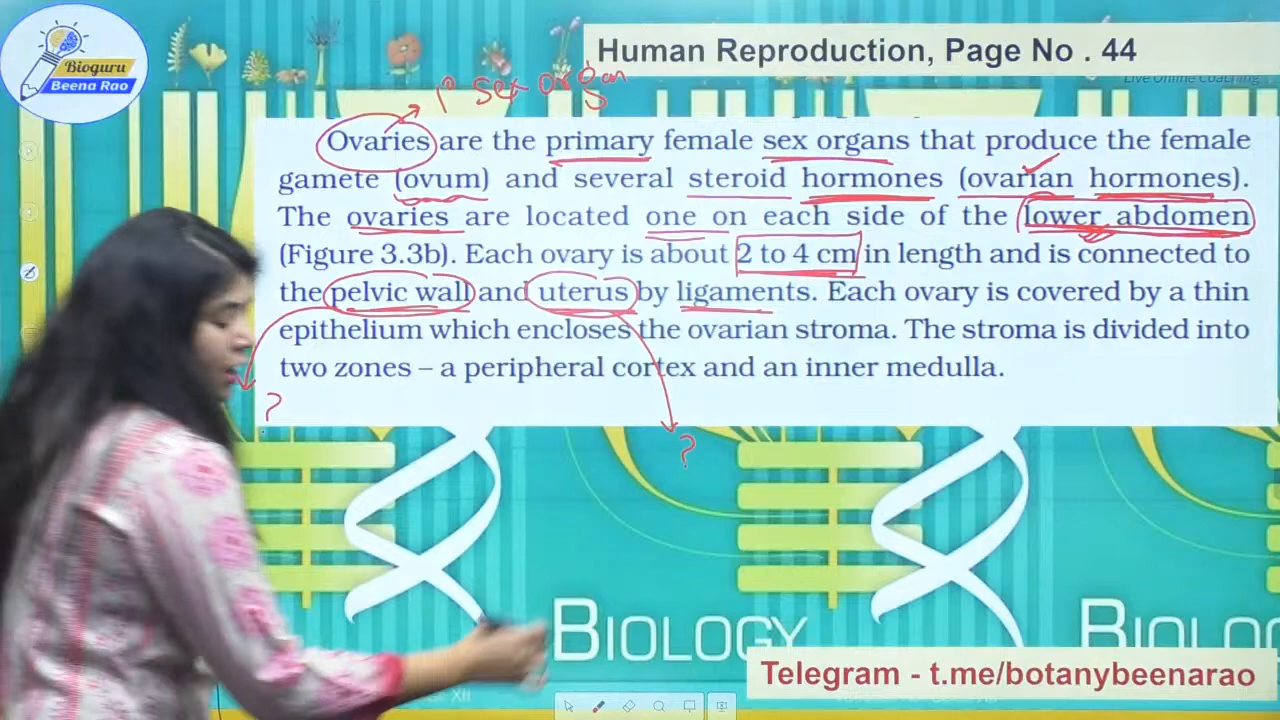 Bioguru
Beena Rao
Human Reproduction, Page No . 44
Live Online Coaching
1° sex organ
Ovaries are the primary female sex organs that produce the female
gamete (ovum) and several steroid hormones (ovarian hormones).
The ovaries are located one on each side of the lower abdomen
(Figure 3.3b). Each ovary is about 2 to 4 cm in length and is connected to
the pelvic wall and uterus by ligaments. Each ovary is covered by a thin
epithelium which encloses the ovarian stroma. The stroma is divided into
two zones – a peripheral cortex and an inner medulla.
?
?
BIOLOGY
BIOLO
Telegram - t.me/botanybeenarao
XII